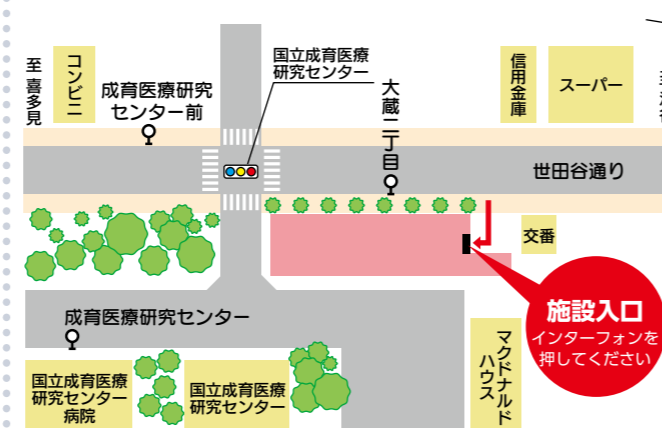 至 喜多見
コンビニ
成育医療研究
センター前
国立成育医療
研究センター
大蔵二丁目
信用金庫
スーパー
世田谷通り
交番
施設入口
インターフォンを
押してください
成育医療研究センター
国立成育医療
研究センター
病院
国立成育医療
研究センター
マクドナルド
ハウス